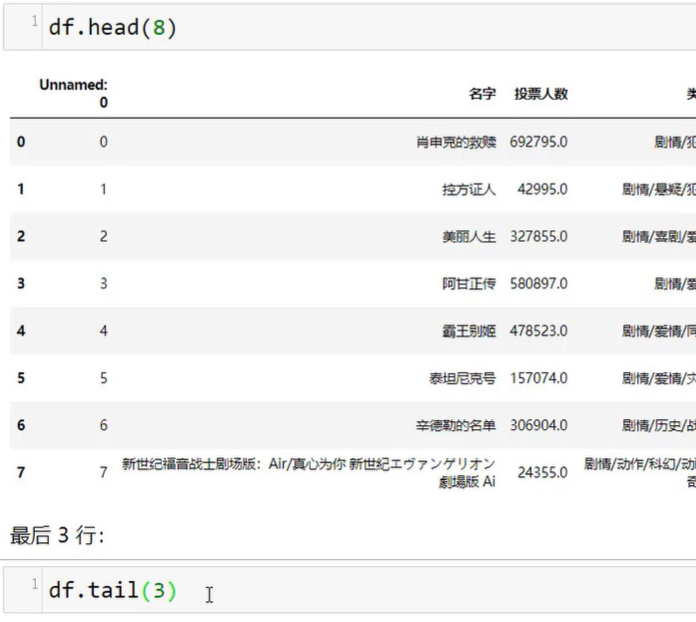 1 df.head(8)
Unnamed: 0 名字 投票人数
0 0 肖申克的救赎 692795.0 剧情/犯
1 1 控方证人 42995.0 剧情/悬疑/犯
2 2 美丽人生 327855.0 剧情/喜剧/爱
3 3 阿甘正传 580897.0 剧情/爱
4 4 霸王别姬 478523.0 剧情/爱情/同
5 5 泰坦尼克号 157074.0 剧情/爱情/灾
6 6 辛德勒的名单 306904.0 剧情/历史/战
7 7 新世纪福音战士剧场版：Air/真心为你 新世紀エヴァンゲリオン 劇場版 Ai 24355.0 剧情/动作/科幻/动画 奇
最后 3 行:
1 df.tail(3)